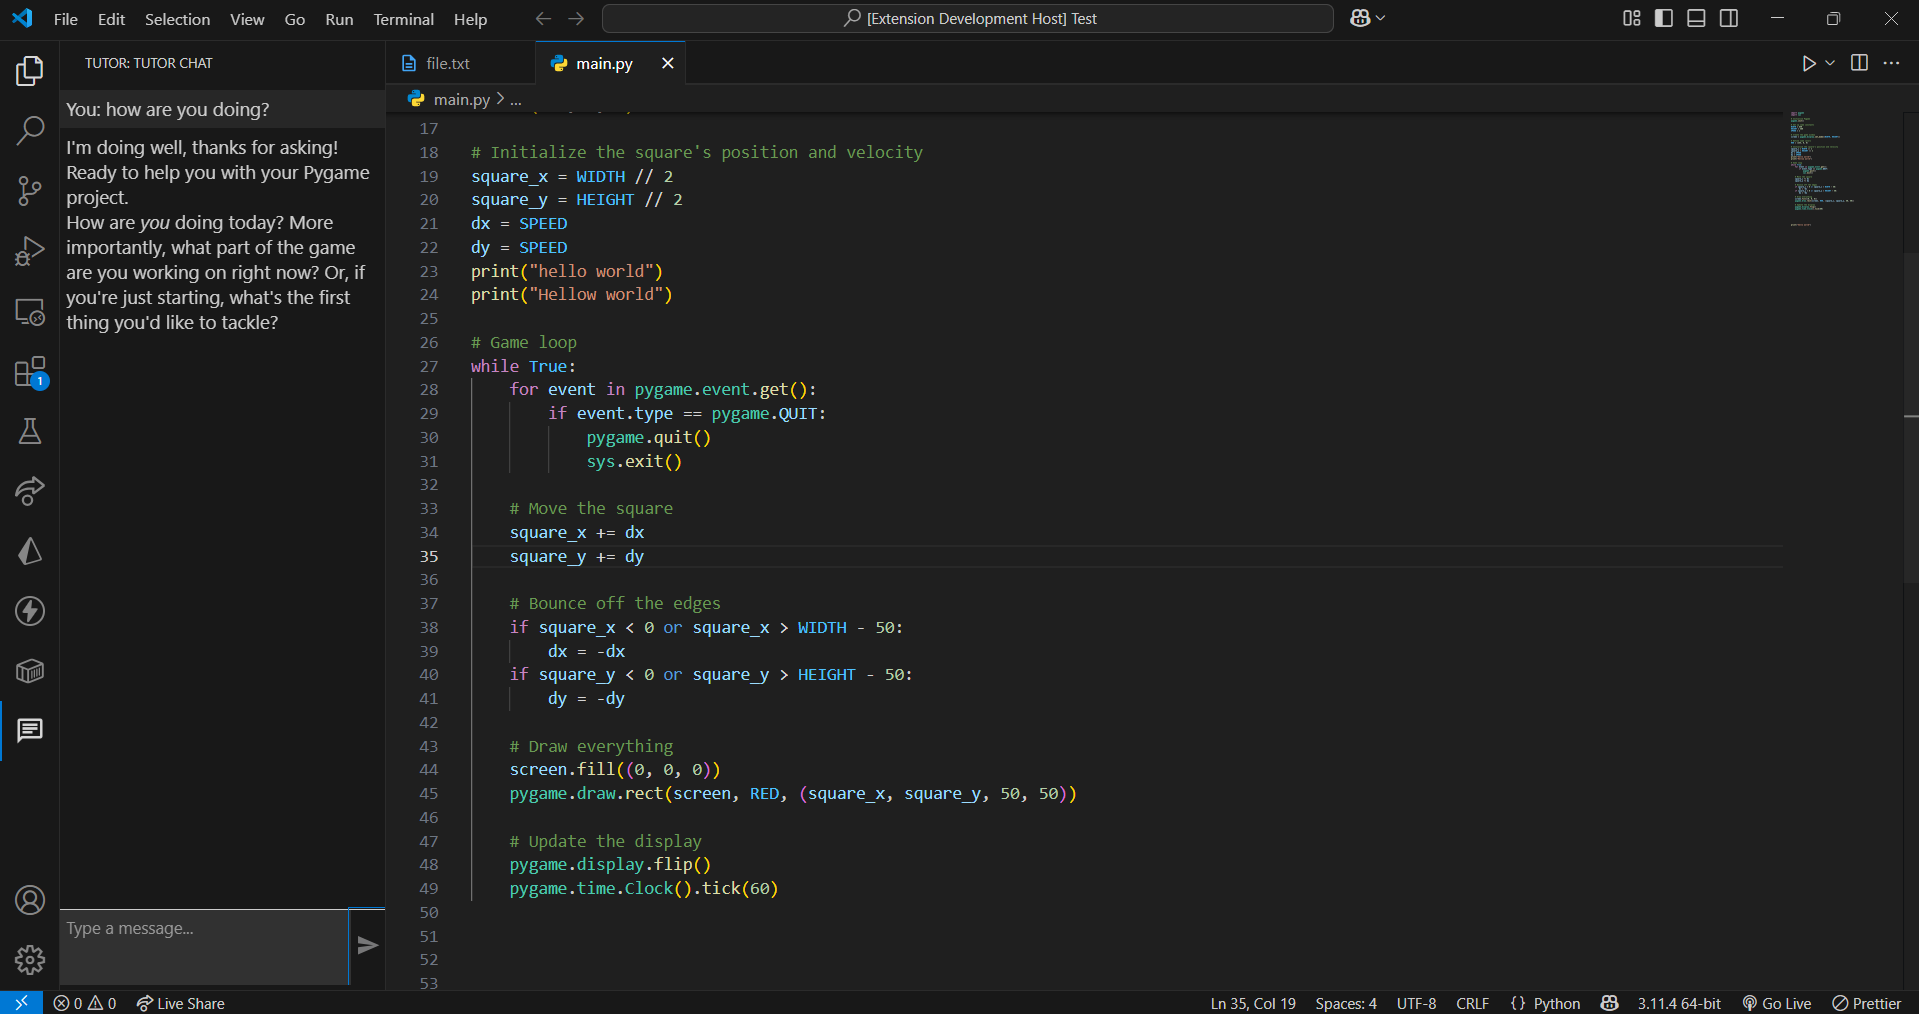 File Edit Selection View Go Run Terminal Help
[Extension Development Host] Test
TUTOR: TUTOR CHAT
You: how are you doing?
I'm doing well, thanks for asking!
Ready to help you with your Pygame
project.
How are you doing today? More
importantly, what part of the game
are you working on right now? Or, if
you're just starting, what's the first
thing you'd like to tackle?
1
Type a message...
file.txt
main.py
main.py > ...
17
18 # Initialize the square's position and velocity
19 square_x = WIDTH // 2
20 square_y = HEIGHT // 2
21 dx = SPEED
22 dy = SPEED
23 print("hello world")
24 print("Hellow world")
25
26 # Game loop
27 while True:
28 for event in pygame.event.get():
29 if event.type == pygame.QUIT:
30 pygame.quit()
31 sys.exit()
32
33 # Move the square
34 square_x += dx
35 square_y += dy
36
37 # Bounce off the edges
38 if square_x < 0 or square_x > WIDTH - 50:
39 dx = -dx
40 if square_y < 0 or square_y > HEIGHT - 50:
41 dy = -dy
42
43 # Draw everything
44 screen.fill((0, 0, 0))
45 pygame.draw.rect(screen, RED, (square_x, square_y, 50, 50))
46
47 # Update the display
48 pygame.display.flip()
49 pygame.time.Clock().tick(60)
50
51
52
53
0 0 Live Share
Ln 35, Col 19 Spaces: 4 UTF-8 CRLF {} Python 3.11.4 64-bit Go Live Prettier